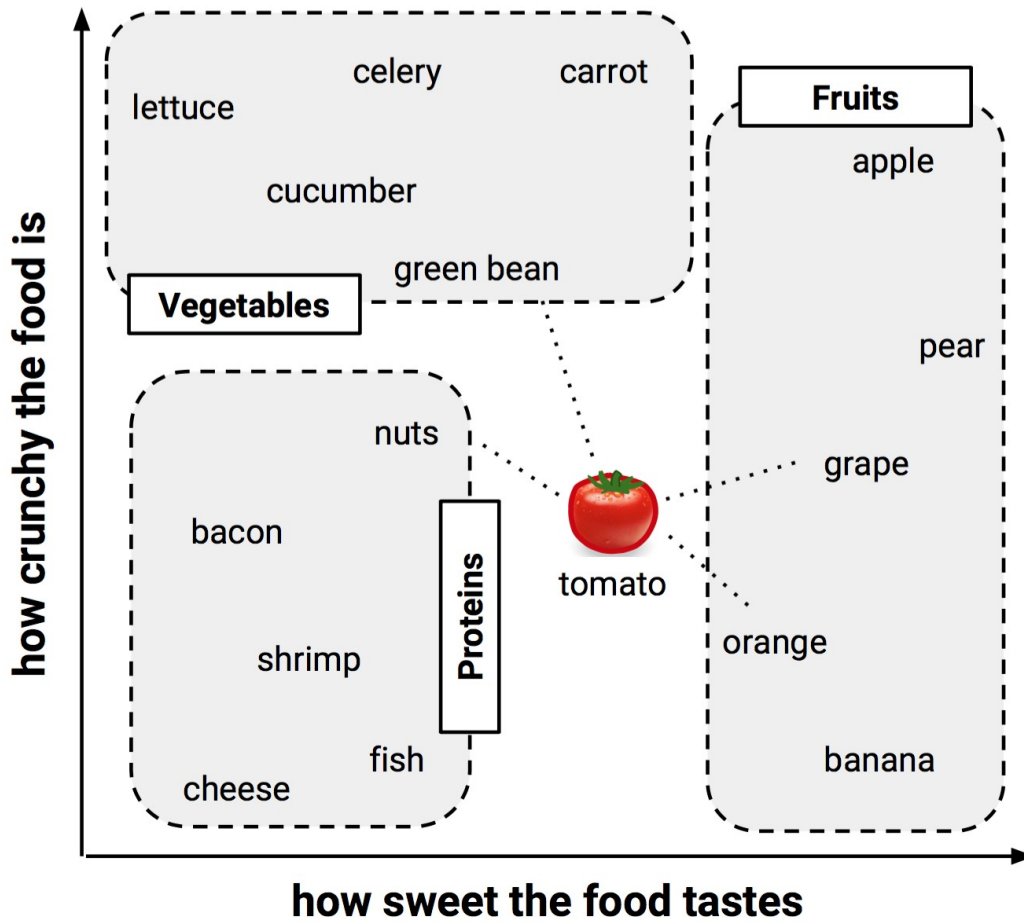 celery
carrot
lettuce
Fruits
apple
cucumber
green bean
Vegetables
pear
nuts
grape
bacon
Proteins
tomato
orange
shrimp
fish
banana
cheese
how crunchy the food is
how sweet the food tastes